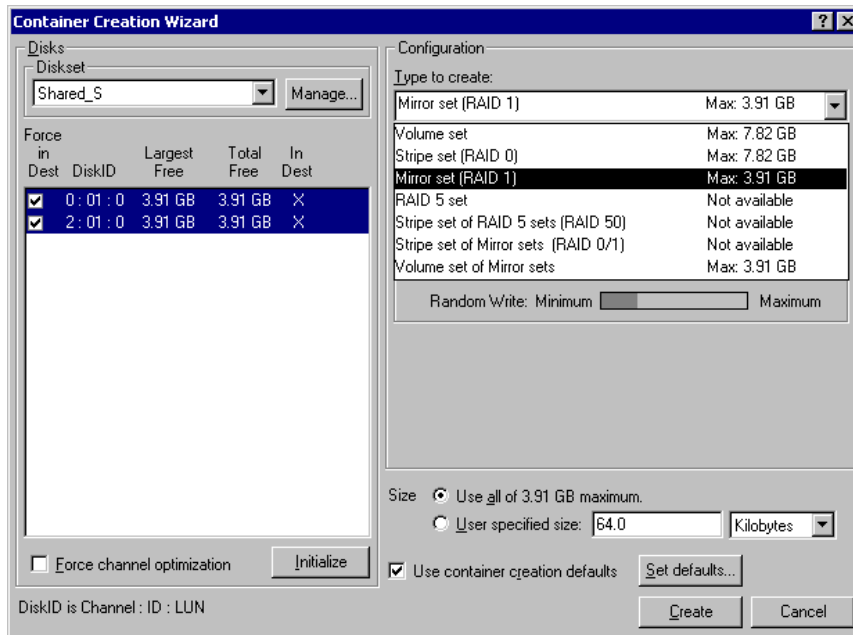 Container Creation Wizard
Disks
Diskset
Shared_S
Manage...
Force in Dest DiskID Largest Free Total Free In Dest
0 : 01 : 0 3.91 GB 3.91 GB X
2 : 01 : 0 3.91 GB 3.91 GB X
Force channel optimization
Initialize
DiskID is Channel : ID : LUN
Configuration
Type to create:
Mirror set (RAID 1) Max: 3.91 GB
Volume set Max: 7.82 GB
Stripe set (RAID 0) Max: 7.82 GB
Mirror set (RAID 1) Max: 3.91 GB
RAID 5 set Not available
Stripe set of RAID 5 sets (RAID 50) Not available
Stripe set of Mirror sets (RAID 0/1) Not available
Volume set of Mirror sets Max: 3.91 GB
Random Write: Minimum Maximum
Size Use all of 3.91 GB maximum.
User specified size: 64.0 Kilobytes
Use container creation defaults Set defaults...
Create Cancel